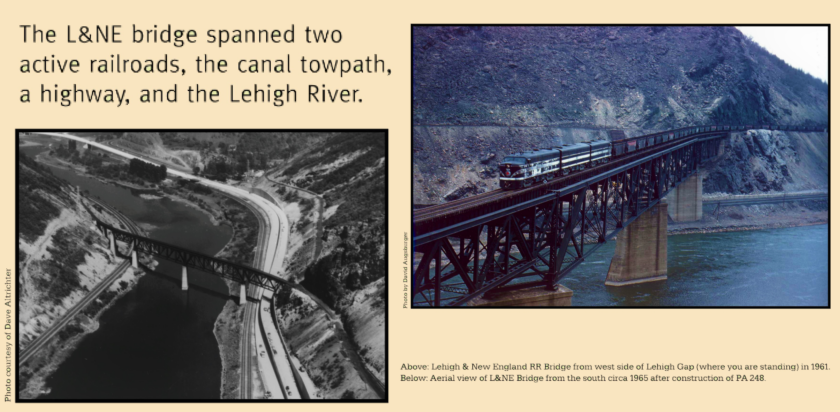 The L&NE bridge spanned two
active railroads, the canal towpath,
a highway, and the Lehigh River.
Photo courtesy of Dave Altrichter
Photo by David Augsburger
Above: Lehigh & New England RR Bridge from west side of Lehigh Gap (where you are standing) in 1961.
Below: Aerial view of L&NE Bridge from the south circa 1965 after construction of PA 248.